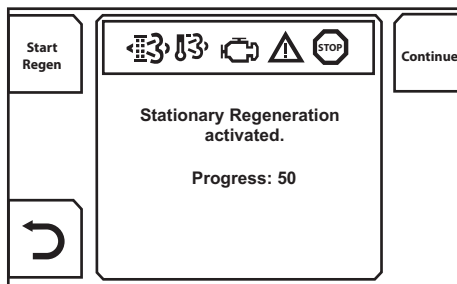 Start
Regen
STOP
Continue
Stationary Regeneration
activated.
Progress: 50